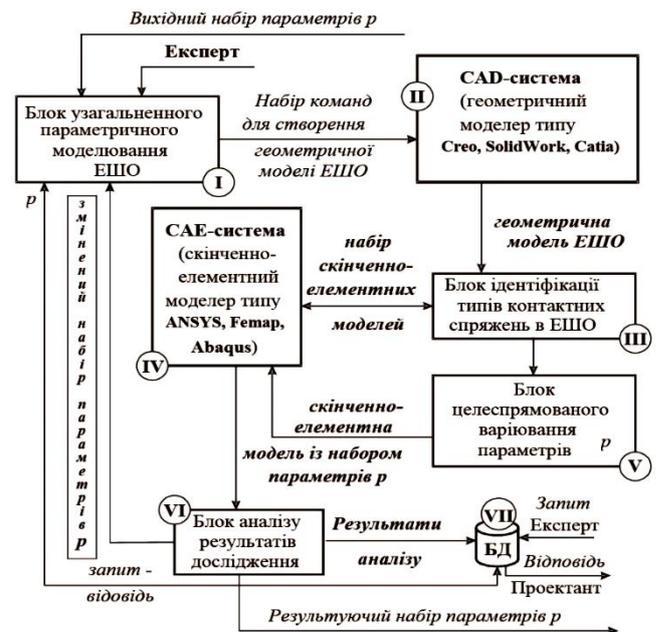 Вихідний набір параметрів p
Експерт
Блок узагальненного
параметричного
моделювання
ЕШО
I
Набір команд
для створення
геометричної
моделі ЕШО
II
CAD-система
(геометричний
моделер типу
Creo, SolidWork, Catia)
p
змінений набір параметрів p
CAE-система
(скінченно-
елементний
моделер типу
ANSYS, Femap,
Abaqus)
IV
набір
скінченно-
елементних
моделей
геометрична
модель ЕШО
Блок ідентифікації
типів контактних
спряжень в ЕШО
III
скінченно-
елементна
модель із набором
параметрів p
Блок
целеспрямованого
варіювання
параметрів p
V
VI
Блок аналізу
результатів
дослідження
Результати
аналізу
VII
БД
Запит
Експерт
Відповідь
Проектант
запит -
відовідь
Результуючий набір параметрів p